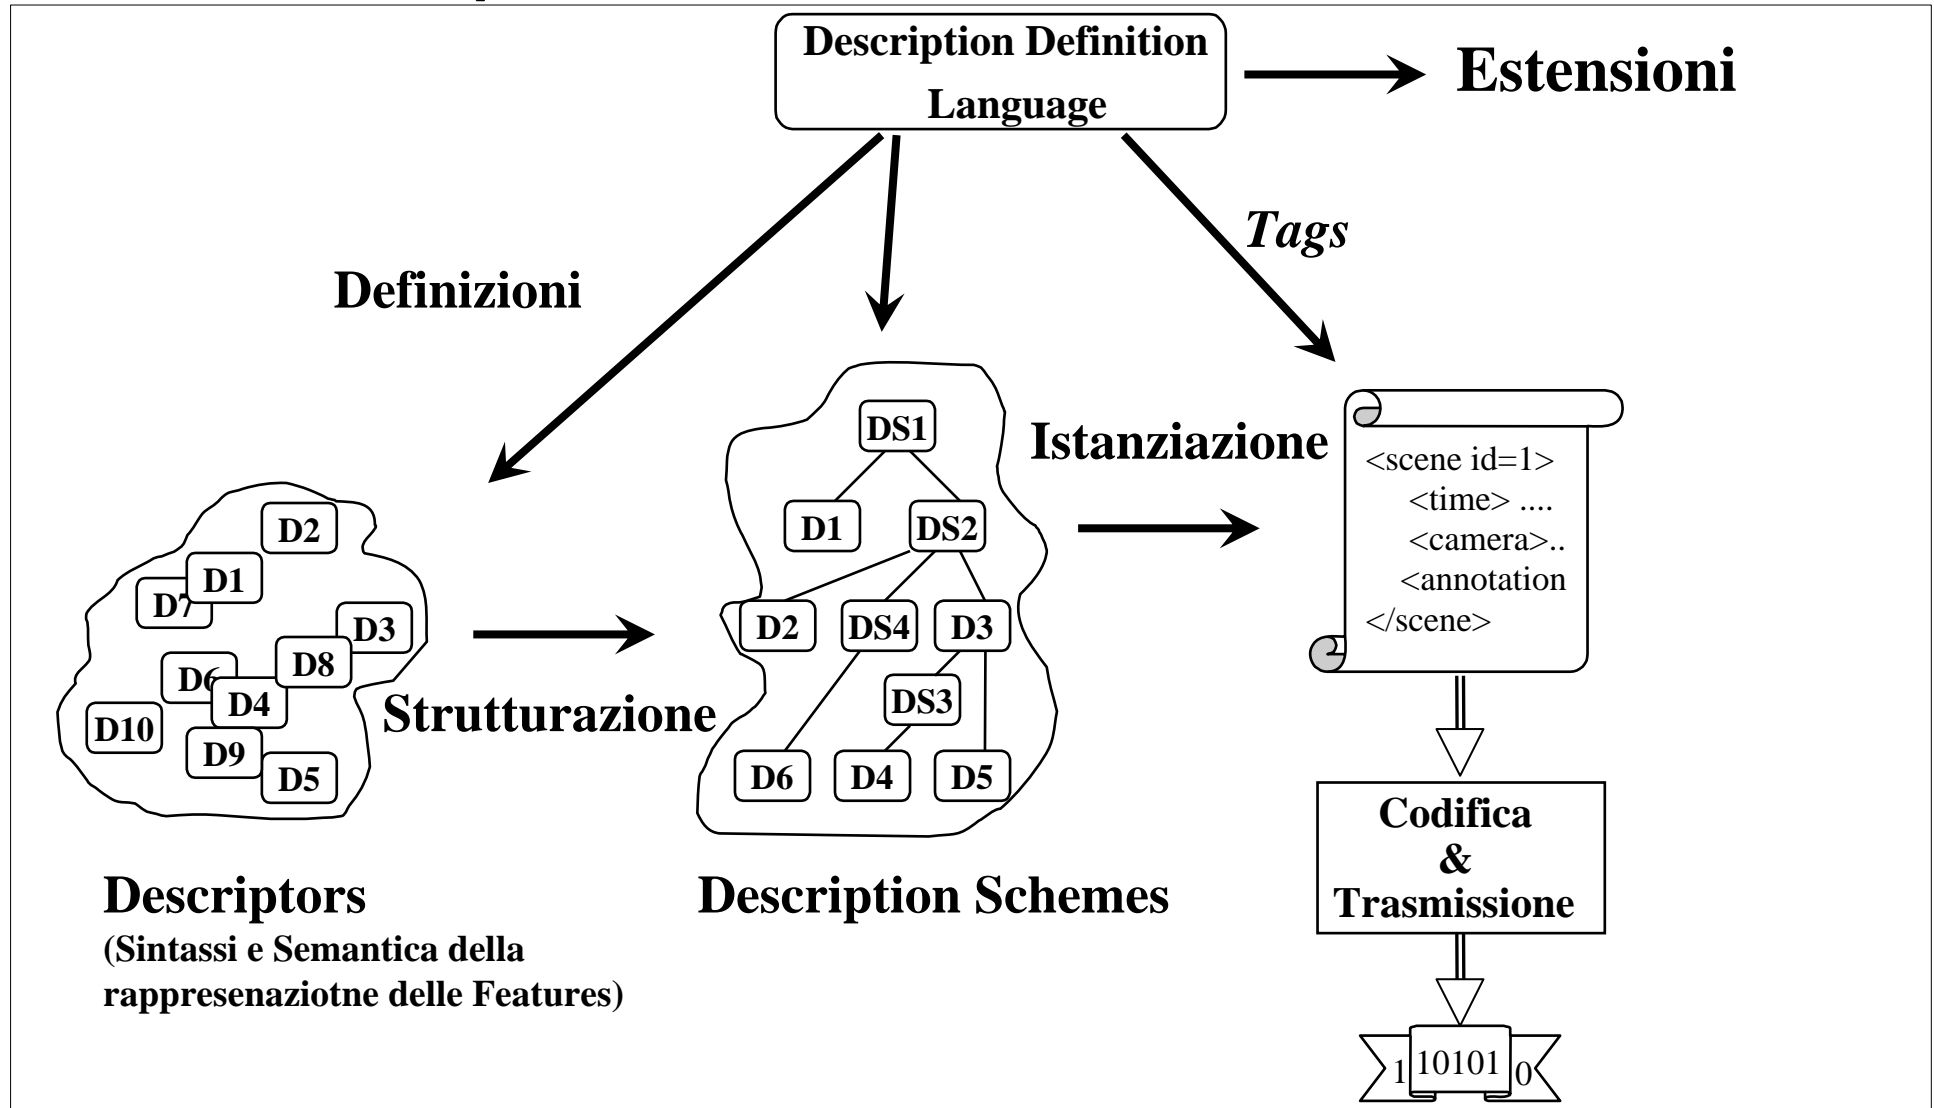 Description Definition
Language
Estensioni
Tags
Definizioni
DS1
Istanziazione
<scene id=1>
<time> ....
<camera>..
<annotation
</scene>
D1
DS2
D2
D1
D7
D3
D8
D6
D4
D10
D9
D5
Strutturazione
D2
DS4
D3
DS3
D6
D4
D5
Codifica
&
Trasmissione
Descriptors
(Sintassi e Semantica della
rappresenaziotne delle Features)
Description Schemes
1 10101 0